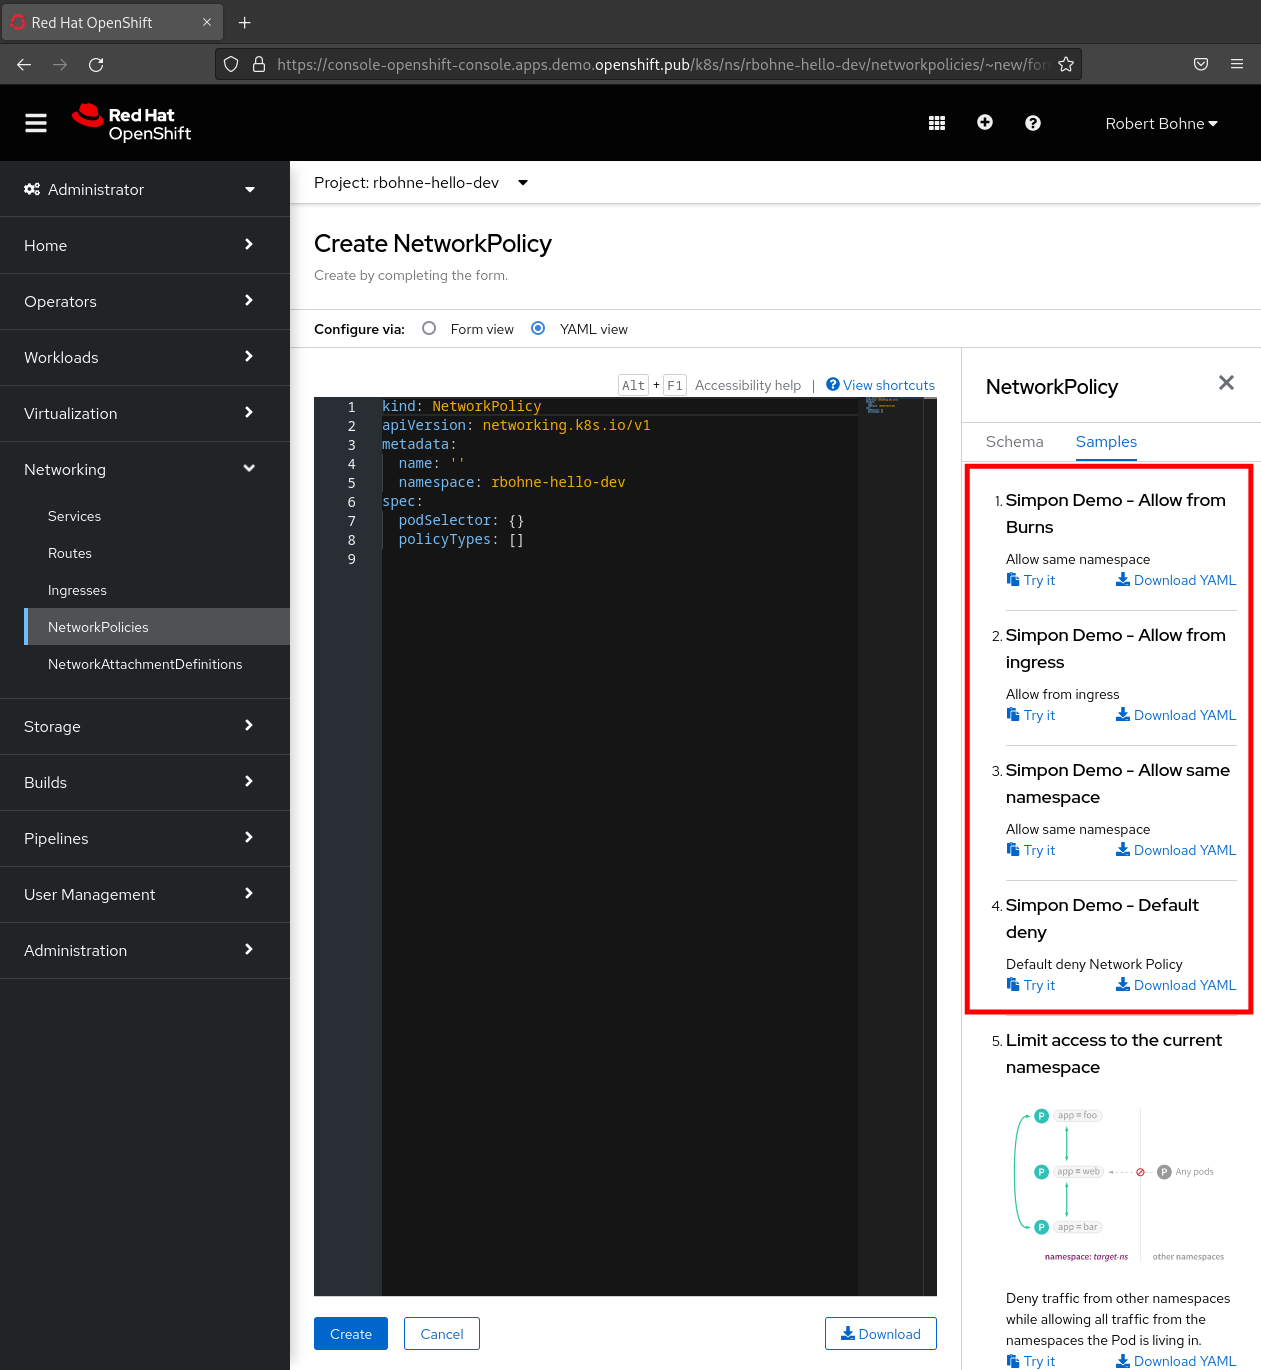 Red Hat OpenShift
https://console-openshift-console.apps.demo.openshift.pub/k8s/ns/rbohne-hello-dev/networkpolicies/~new/for
Red Hat
OpenShift
Robert Bohne
Administrator
Home
Operators
Workloads
Virtualization
Networking
Services
Routes
Ingresses
NetworkPolicies
NetworkAttachmentDefinitions
Storage
Builds
Pipelines
User Management
Administration
Project: rbohne-hello-dev
Create NetworkPolicy
Create by completing the form.
Configure via: Form view YAML view
Alt + F1 Accessibility help | View shortcuts
1 kind: NetworkPolicy
2 apiVersion: networking.k8s.io/v1
3 metadata:
4 name: ''
5 namespace: rbohne-hello-dev
6 spec:
7 podSelector: {}
8 policyTypes: []
9
Create
Cancel
Download
NetworkPolicy
Schema Samples
1. Simpon Demo - Allow from
Burns
Allow same namespace
Try it Download YAML
2. Simpon Demo - Allow from
ingress
Allow from ingress
Try it Download YAML
3. Simpon Demo - Allow same
namespace
Allow same namespace
Try it Download YAML
4. Simpon Demo - Default
deny
Default deny Network Policy
Try it Download YAML
5. Limit access to the current
namespace
P app = foo
P app = web P Any pods
P app = bar
namespace: target-ns other namespaces
Deny traffic from other namespaces
while allowing all traffic from the
namespaces the Pod is living in.
Try it Download YAML